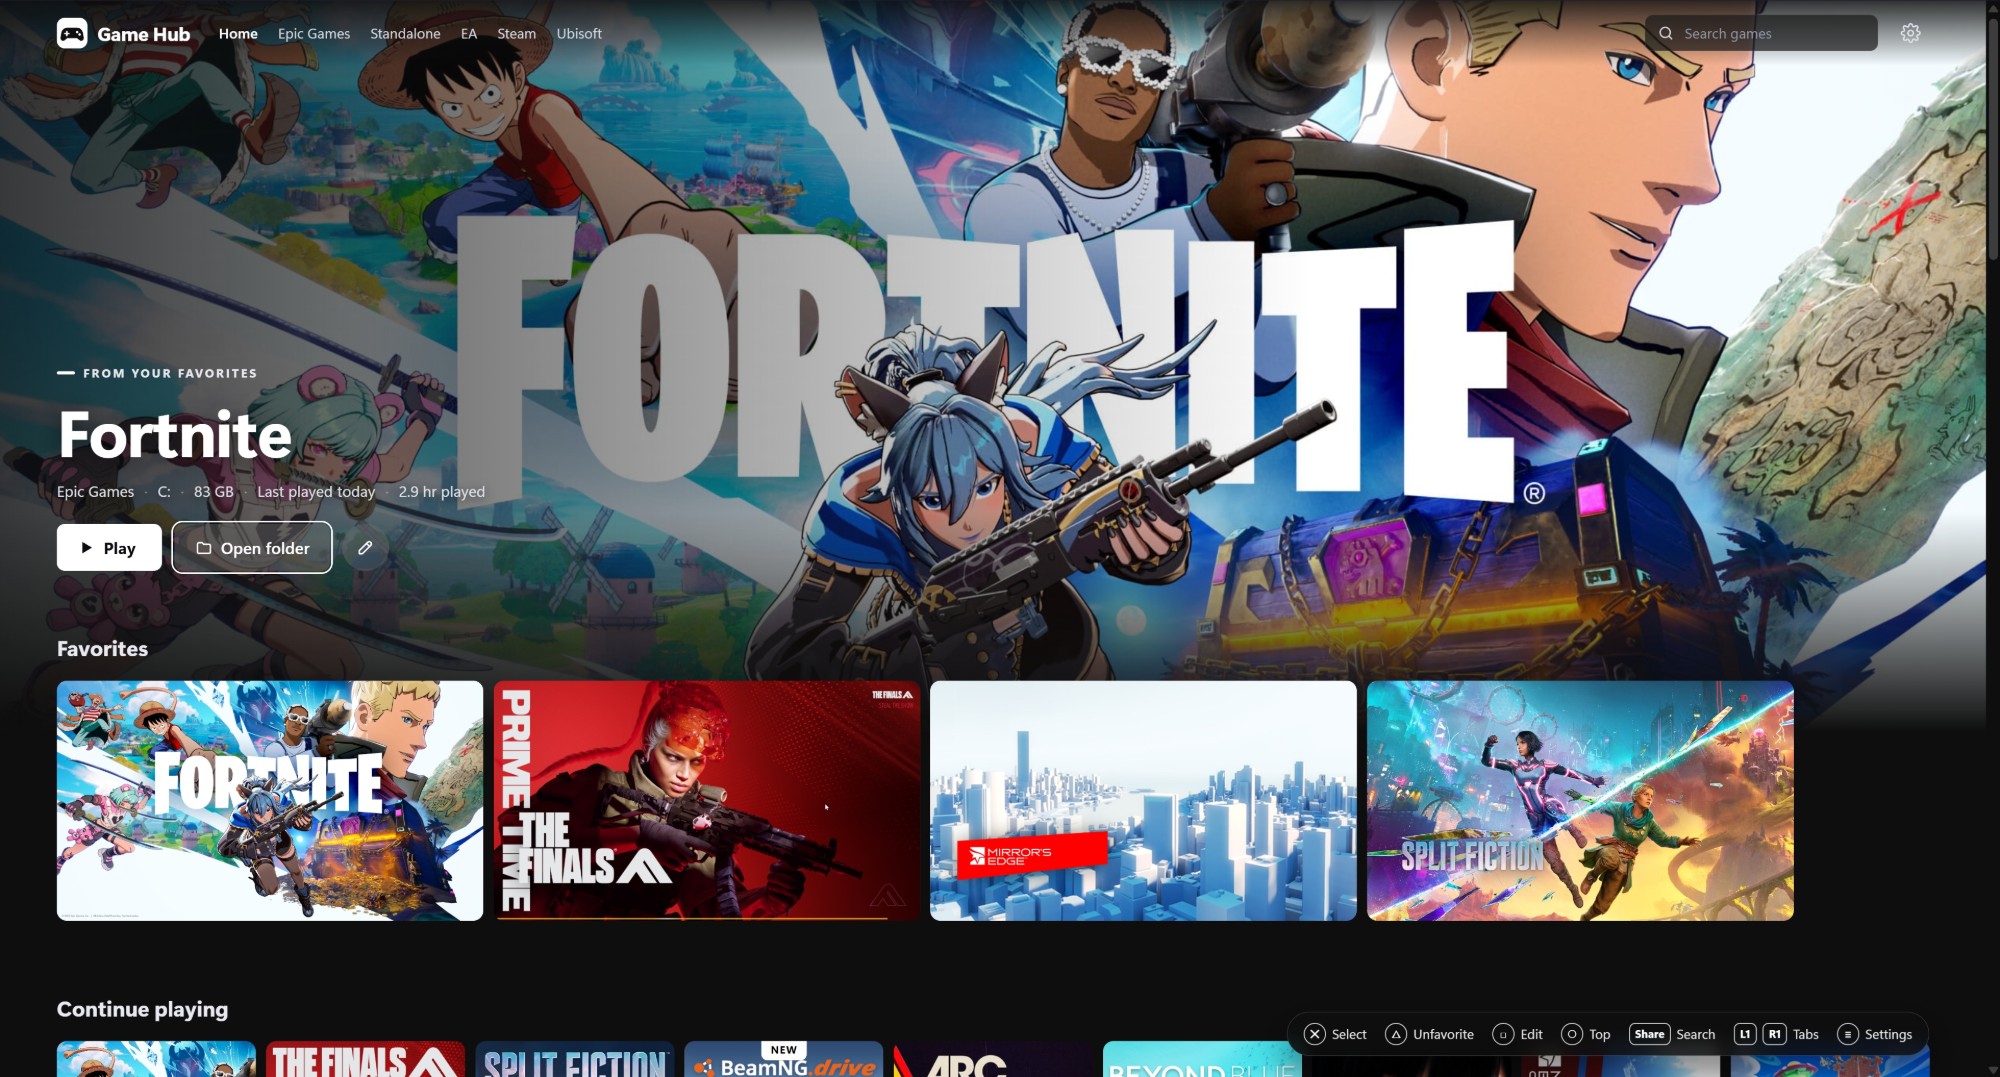 Game Hub
Home Epic Games Standalone EA Steam Ubisoft
Search games
FORTNITE®
FROM YOUR FAVORITES
Fortnite
Epic Games · C: · 83 GB · Last played today · 2.9 hr played
Play
Open folder
Favorites
FORTNITE
PRIME TIME
THE FINALS
THE FINALS
MIRROR'S EDGE
SPLIT FICTION
Continue playing
Select Unfavorite Edit Top Share Search L1 R1 Tabs Settings
THE FINALS
SPLIT FICTION
NEW
BeamNG.drive
ARC
BEYOND BLUE